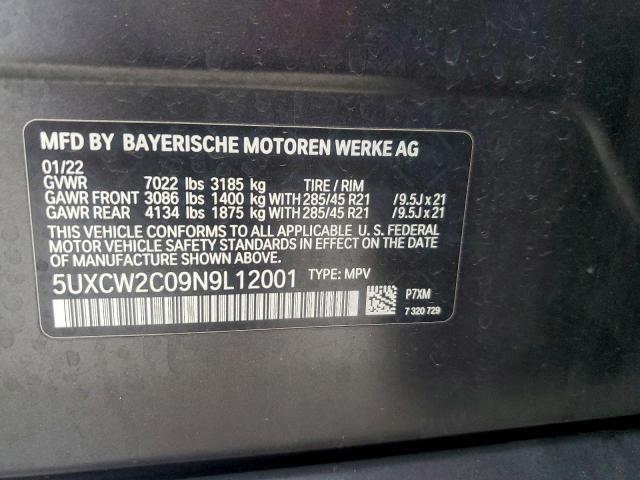 MFD BY BAYERISCHE MOTOREN WERKE AG
01/22
GVWR 7022 lbs 3185 kg TIRE / RIM
GAWR FRONT 3086 lbs 1400 kg WITH 285/45 R21 /9.5J x 21
GAWR REAR 4134 lbs 1875 kg WITH 285/45 R21 /9.5J x 21
THIS VEHICLE CONFORMS TO ALL APPLICABLE U. S. FEDERAL
MOTOR VEHICLE SAFETY STANDARDS IN EFFECT ON THE DATE
OF MANUFACTURE SHOWN ABOVE.
5UXCW2C09N9L12001 TYPE: MPV
P7XM
7 320 729